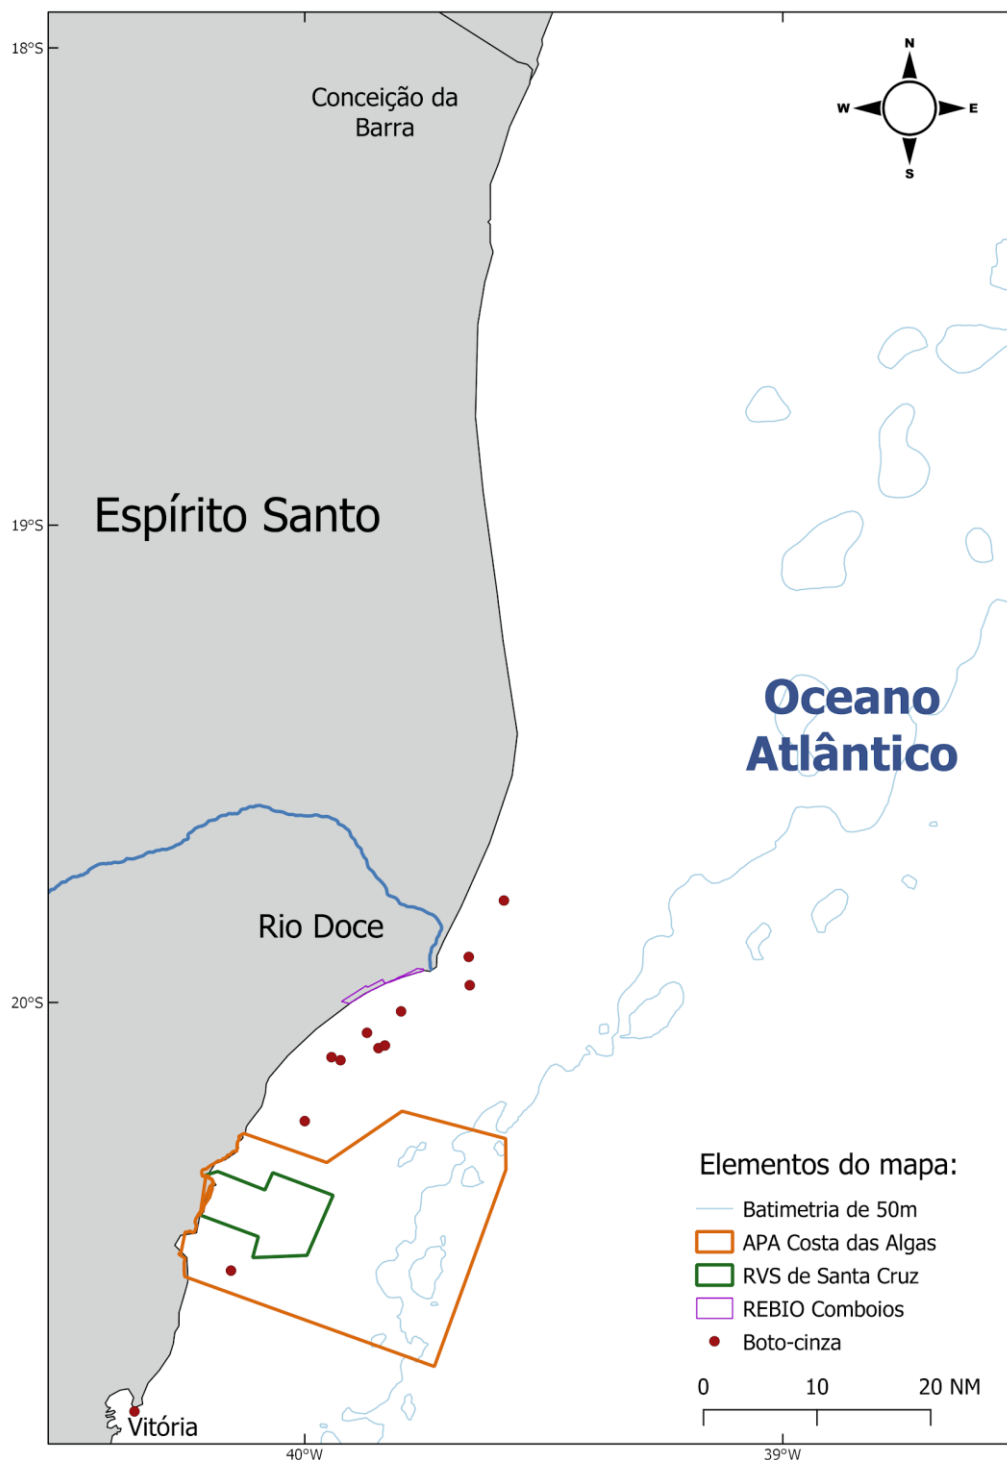 18°S
N
W
E
S
Conceição da
Barra
Espírito Santo
19°S
Oceano
Atlântico
Rio Doce
20°S
Elementos do mapa:
Batimetria de 50m
APA Costa das Algas
RVS de Santa Cruz
REBIO Comboios
Boto-cinza
0 10 20 NM
Vitória
40°W
39°W